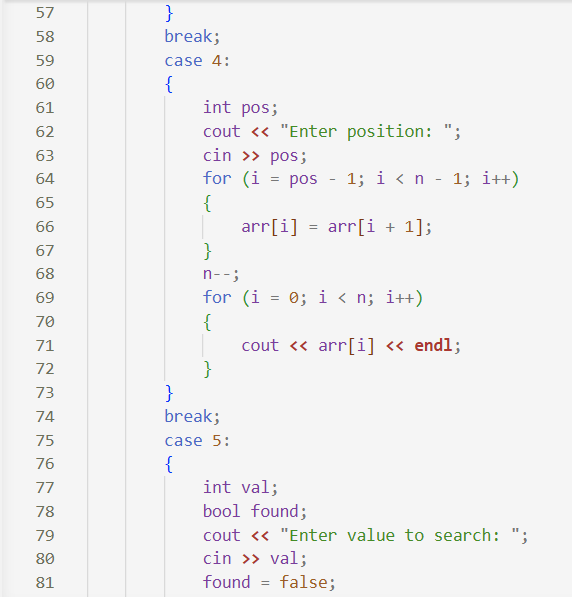 57 }
58 break;
59 case 4:
60 {
61 int pos;
62 cout << "Enter position: ";
63 cin >> pos;
64 for (i = pos - 1; i < n - 1; i++)
65 {
66 arr[i] = arr[i + 1];
67 }
68 n--;
69 for (i = 0; i < n; i++)
70 {
71 cout << arr[i] << endl;
72 }
73 }
74 break;
75 case 5:
76 {
77 int val;
78 bool found;
79 cout << "Enter value to search: ";
80 cin >> val;
81 found = false;